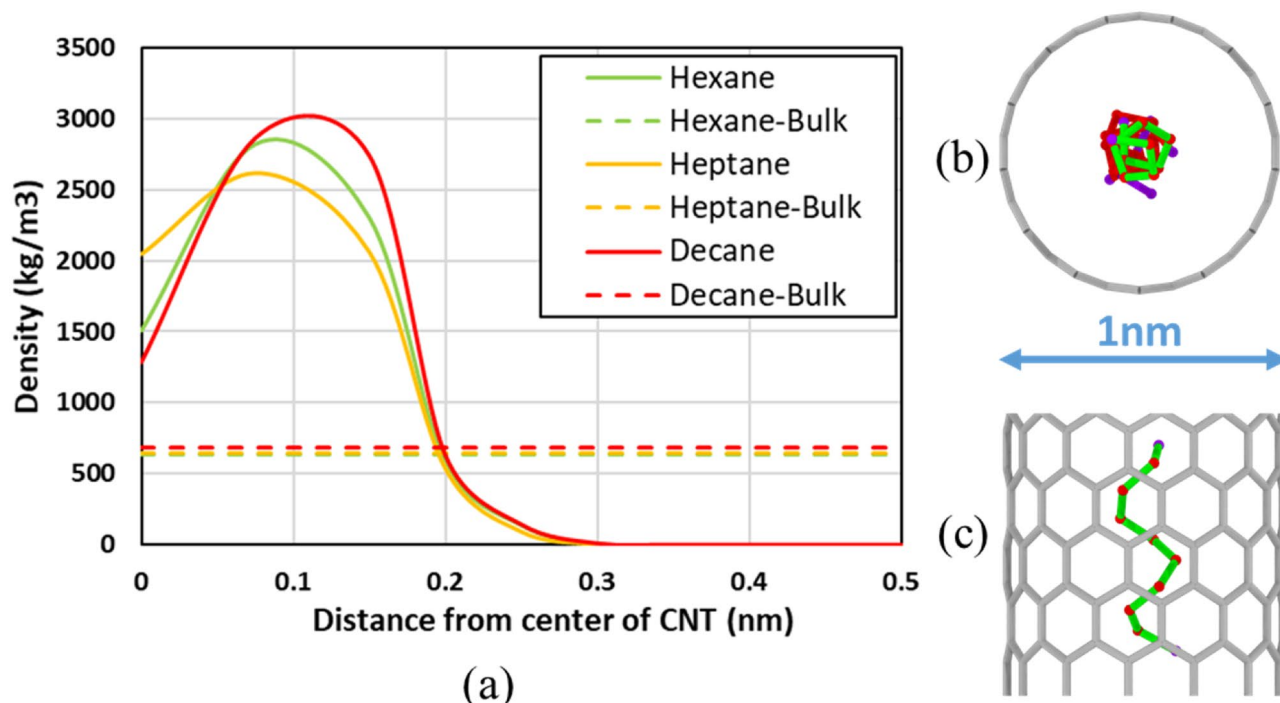 3500
3000
2500
2000
1500
1000
500
0
Density (kg/m3)
Hexane
Hexane-Bulk
Heptane
Heptane-Bulk
Decane
Decane-Bulk
0
0.1
0.2
0.3
0.4
0.5
Distance from center of CNT (nm)
(a)
(b)
1nm
(c)